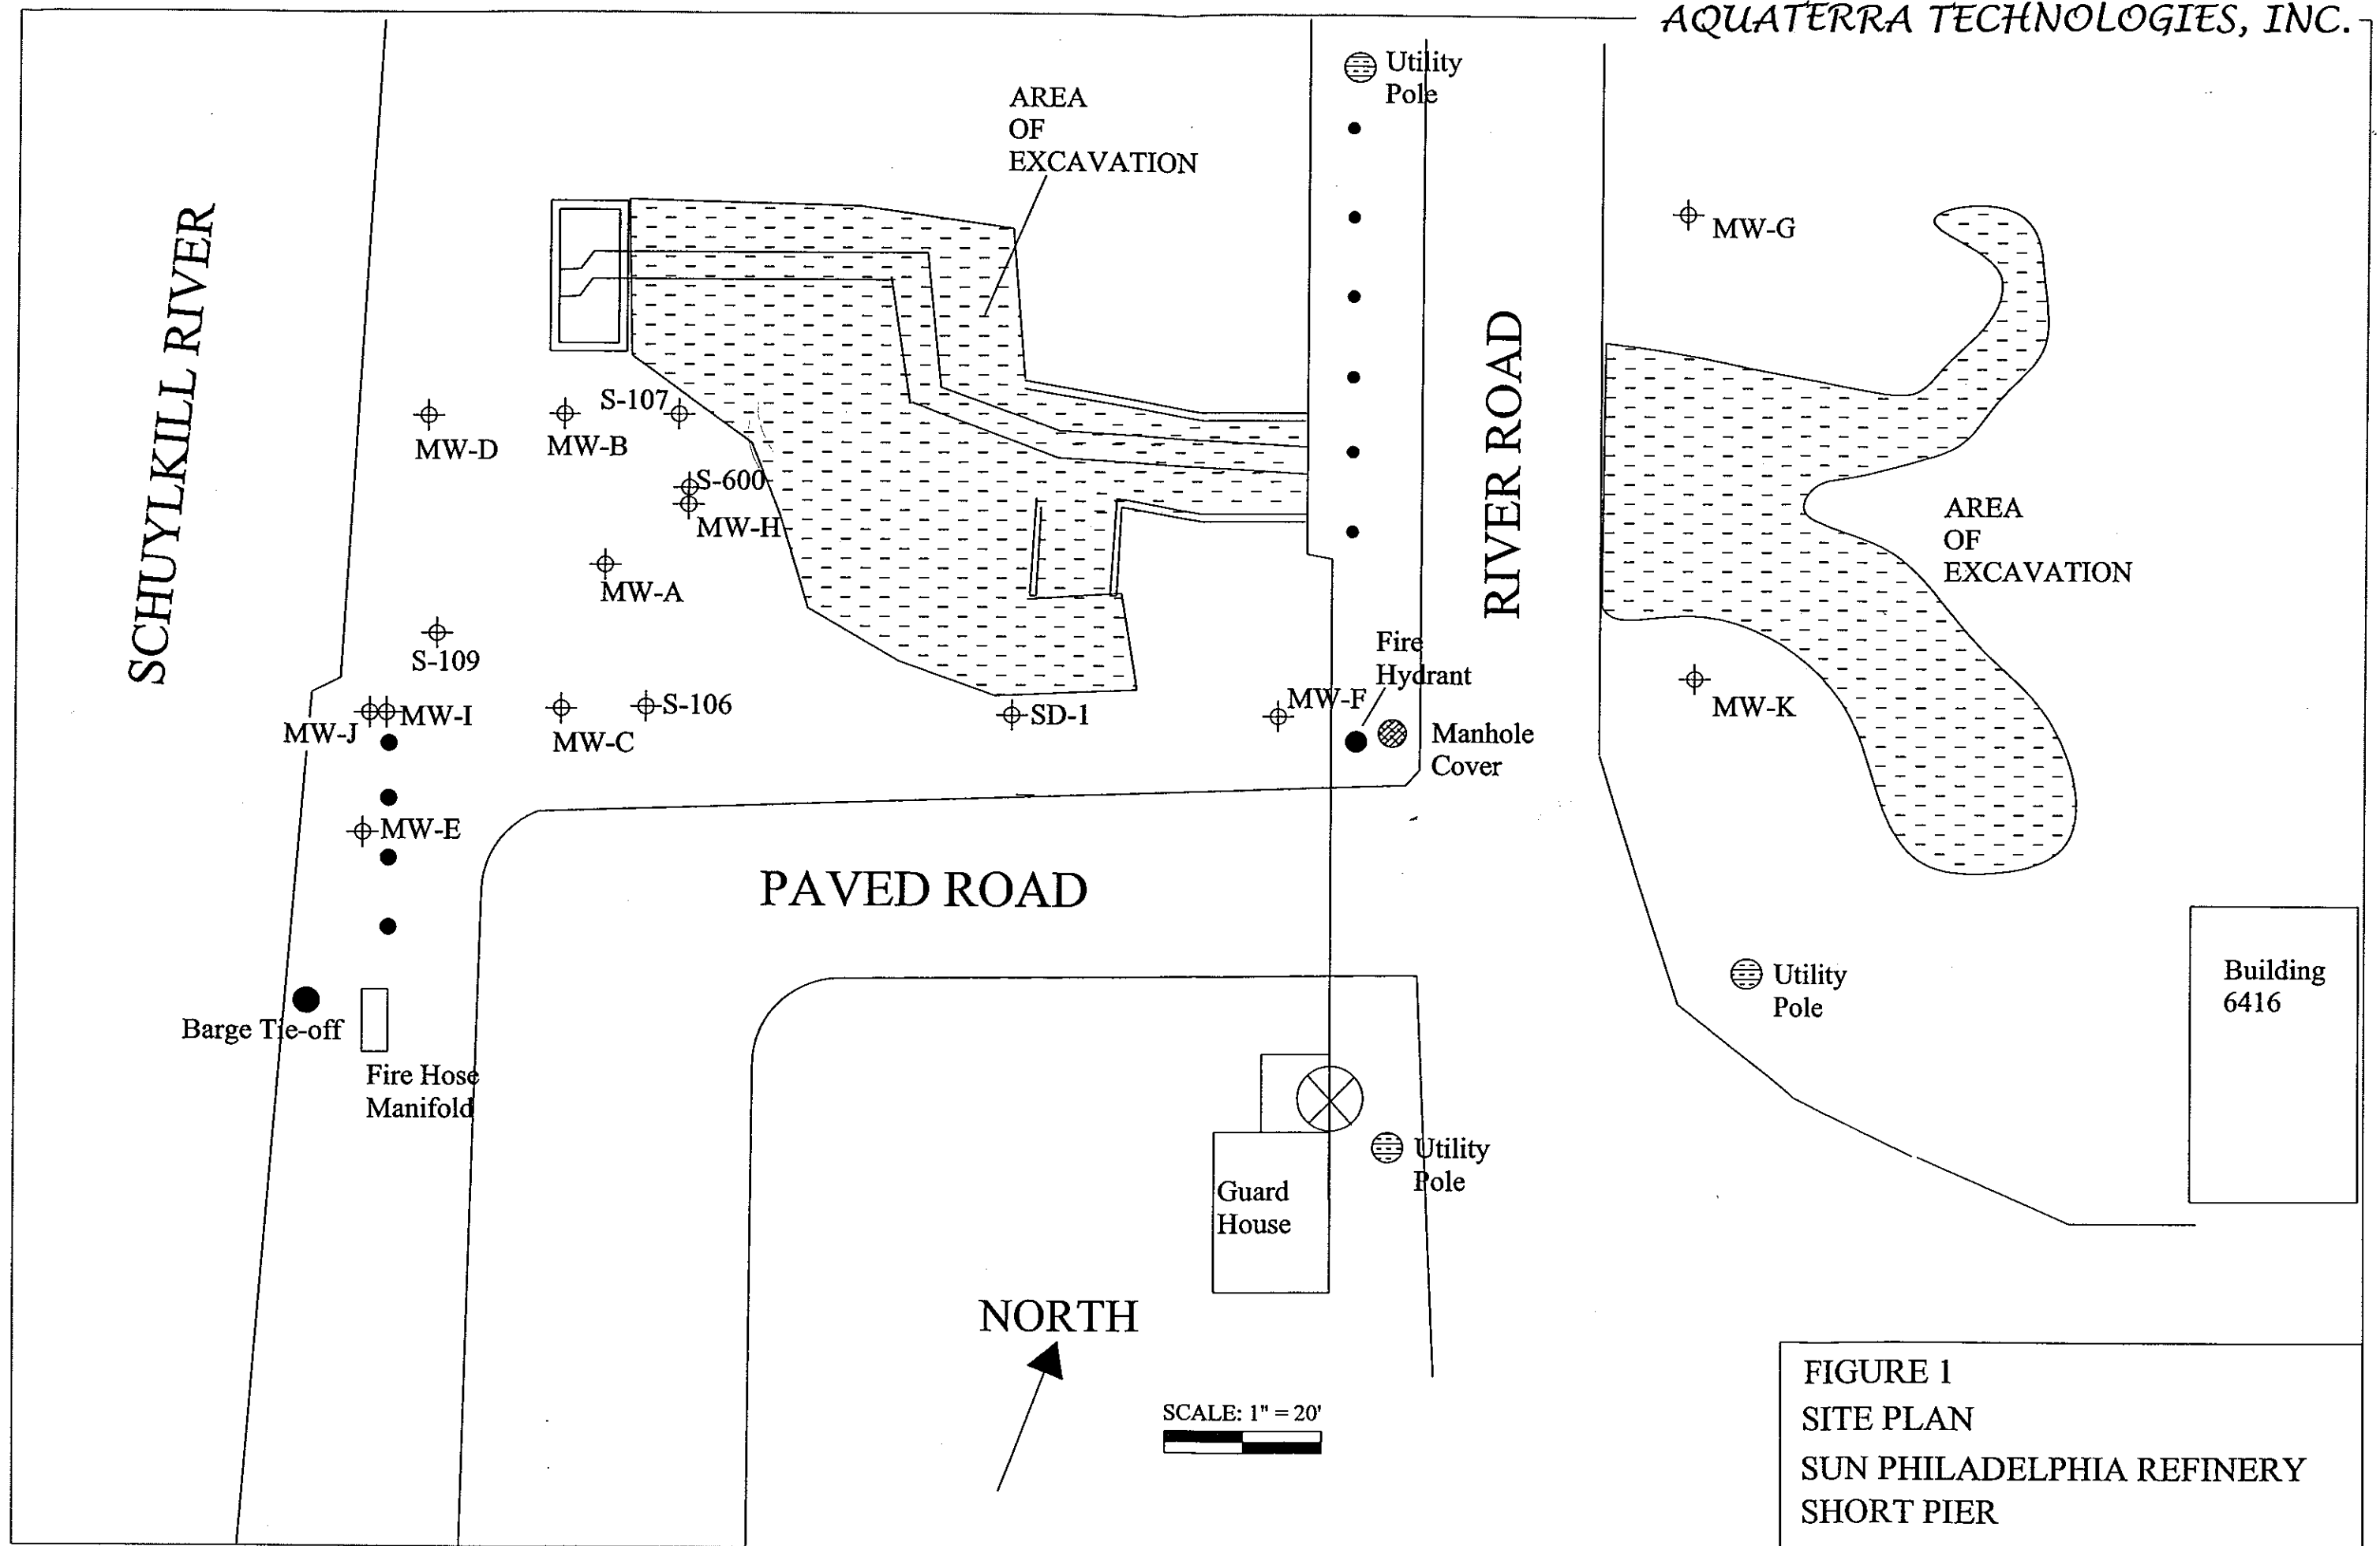 AQUATERRA TECHNOLOGIES, INC.
Utility
Pole
AREA
OF
EXCAVATION
SCHUYLKILL RIVER
MW-G
RIVER ROAD
S-107
MW-D
MW-B
S-600
MW-H
AREA
OF
EXCAVATION
MW-A
S-109
Fire
Hydrant
MW-J
MW-I
MW-C
S-106
SD-1
MW-F
Manhole
Cover
MW-K
MW-E
PAVED ROAD
Barge Tie-off
Fire Hose
Manifold
Utility
Pole
Building
6416
Utility
Pole
Guard
House
NORTH
SCALE: 1" = 20'
FIGURE 1
SITE PLAN
SUN PHILADELPHIA REFINERY
SHORT PIER